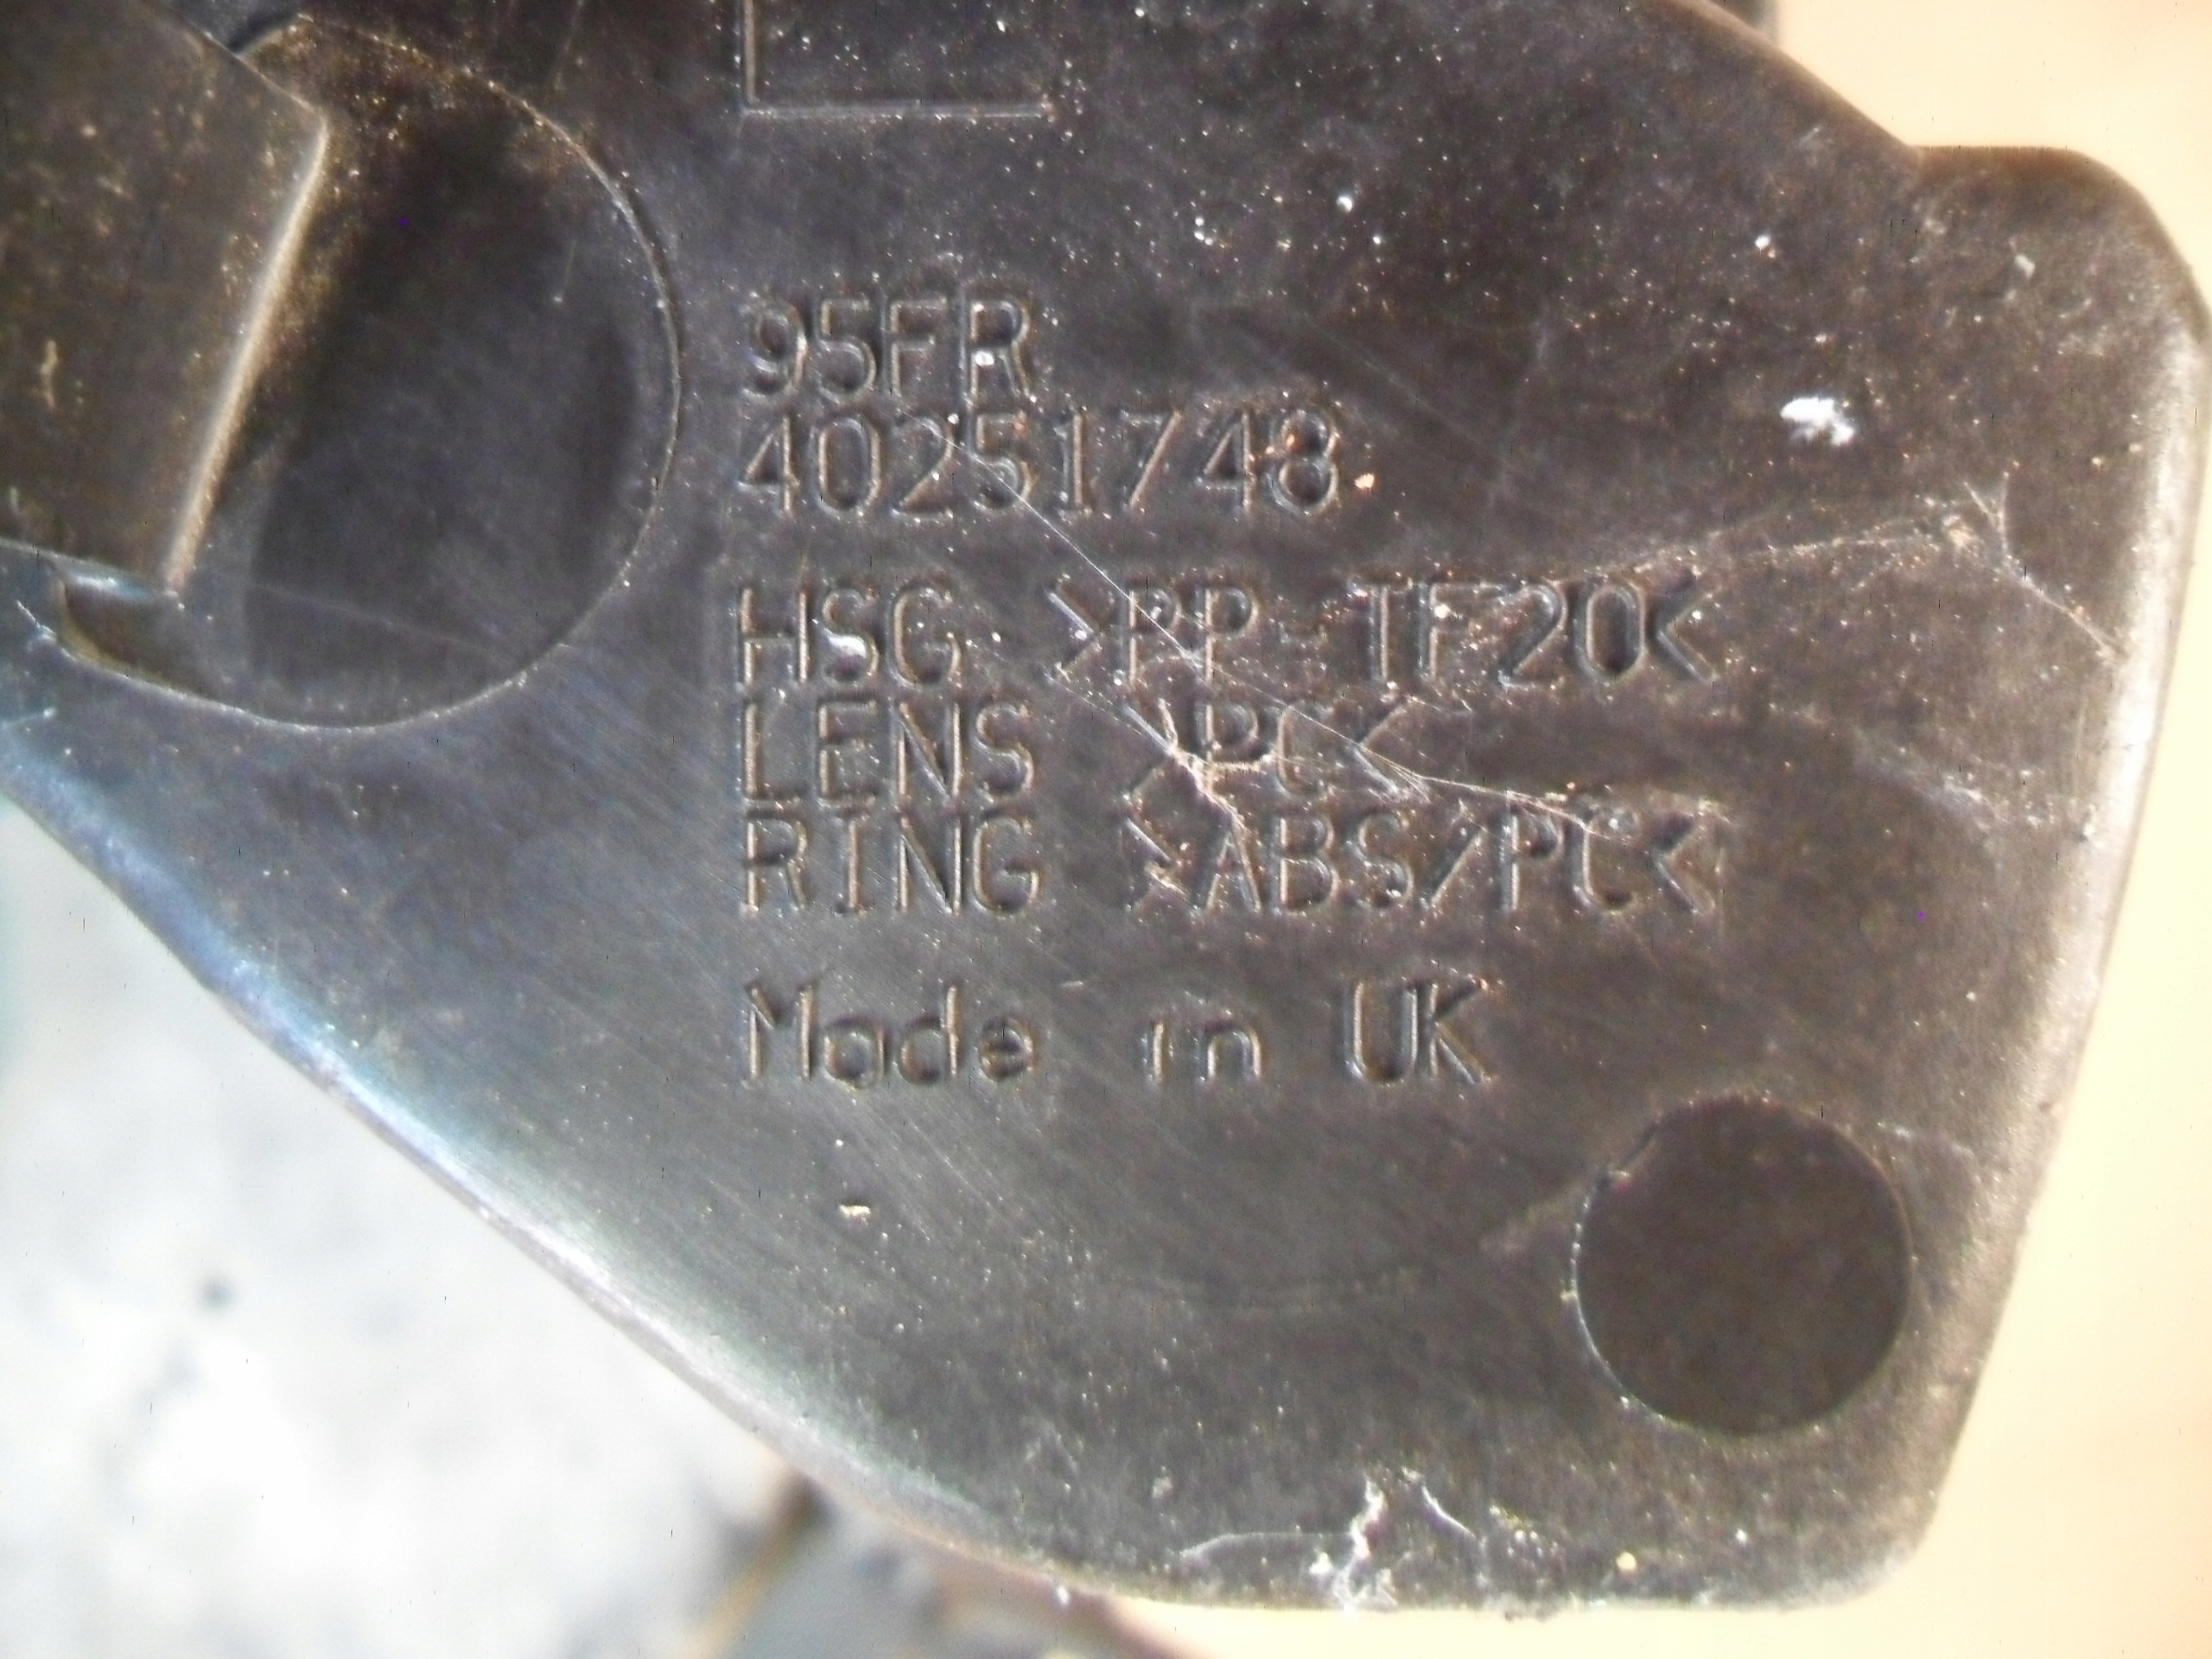 95FR
40251748
HSG >PP-TF20<
LENS >PC<
RING >ABS/PC<
Made in UK